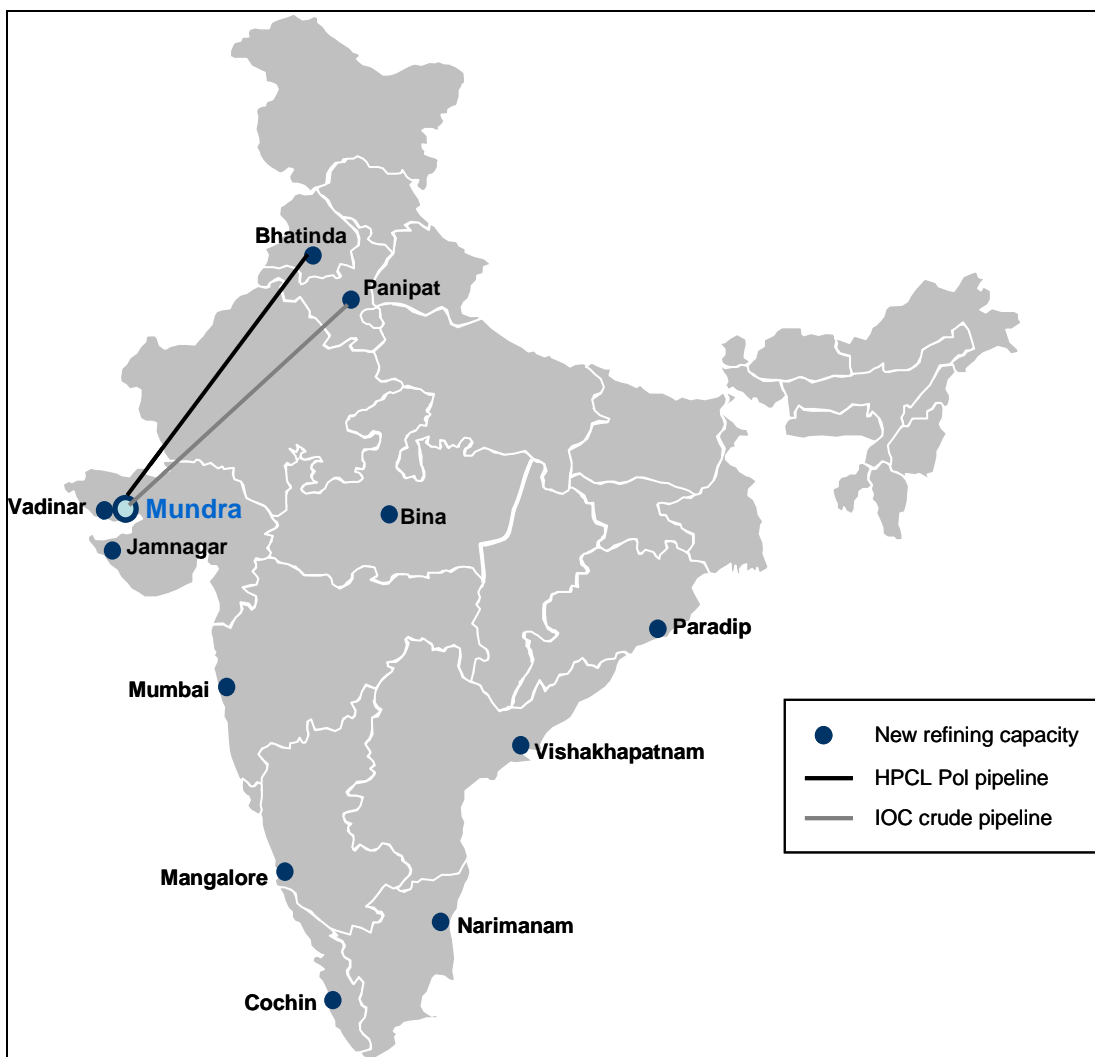 Bhatinda
Panipat
Vadinar
Mundra
Bina
Jamnagar
Paradip
Mumbai
New refining capacity
Vishakhapatnam
HPCL Pol pipeline
IOC crude pipeline
Mangalore
Narimanam
Cochin